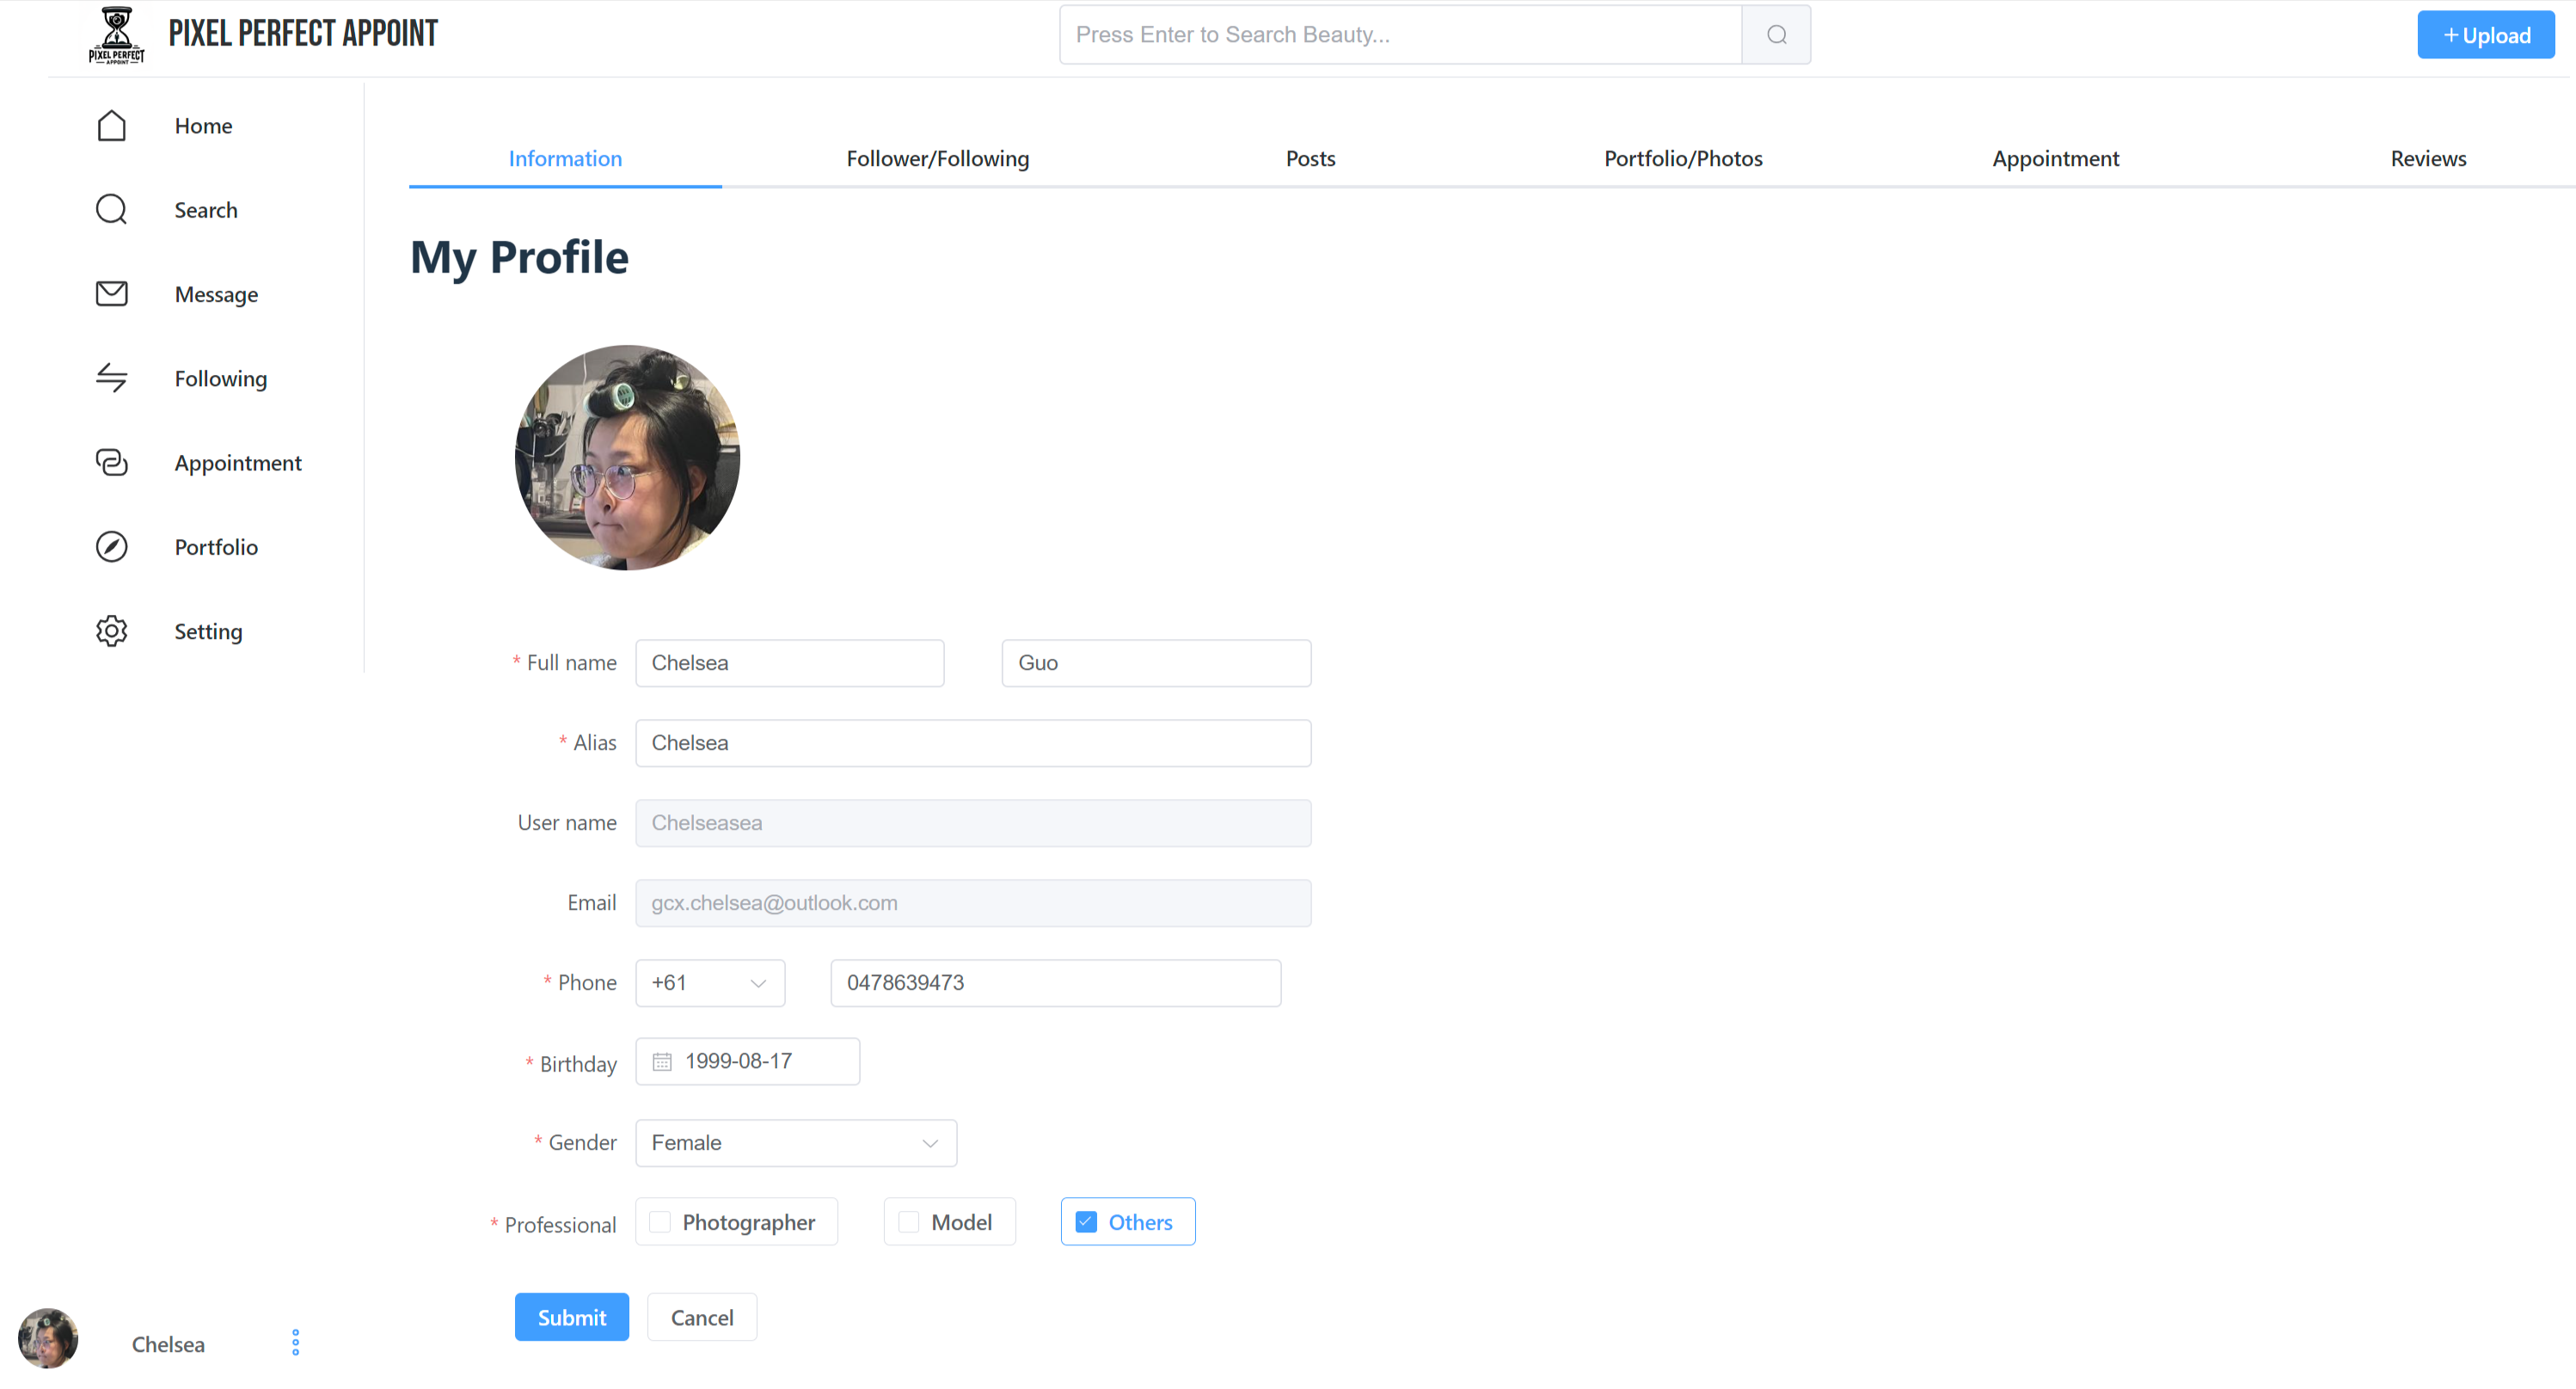 PIXEL PERFECT
APPOINT
PIXEL PERFECT APPOINT
Press Enter to Search Beauty...
+ Upload
Home
Search
Message
Following
Appointment
Portfolio
Setting
Information Follower/Following Posts Portfolio/Photos Appointment Reviews
My Profile
* Full name Chelsea Guo
* Alias Chelsea
User name Chelseasea
Email gcx.chelsea@outlook.com
* Phone +61 0478639473
* Birthday 1999-08-17
* Gender Female
* Professional Photographer Model Others
Submit Cancel
Chelsea